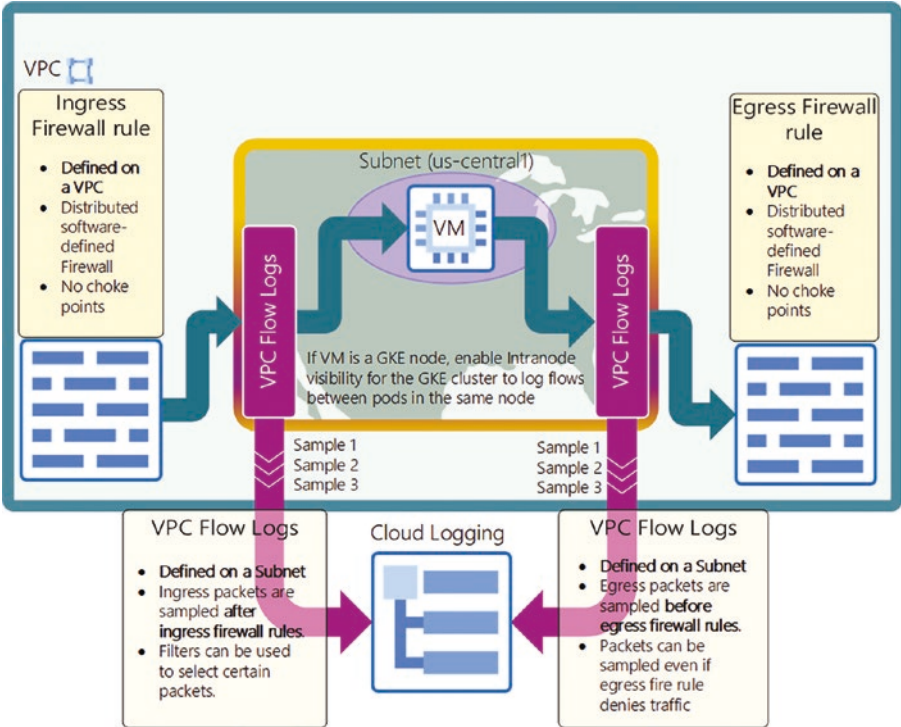 VPC
Ingress
Firewall rule
• Defined on
a VPC
• Distributed
software-
defined
Firewall
• No choke
points
Subnet (us-central1)
VM
VPC Flow Logs
VPC Flow Logs
If VM is a GKE node, enable Intranode
visibility for the GKE cluster to log flows
between pods in the same node
Egress Firewall
rule
• Defined on a
VPC
• Distributed
software-
defined
Firewall
• No choke
points
Sample 1
Sample 2
Sample 3
Sample 1
Sample 2
Sample 3
VPC Flow Logs
• Defined on a Subnet
• Ingress packets are
sampled after
ingress firewall rules.
• Filters can be used
to select certain
packets.
Cloud Logging
VPC Flow Logs
• Defined on a Subnet
• Egress packets are
sampled before
egress firewall rules.
• Packets can be
sampled even if
egress fire rule
denies traffic